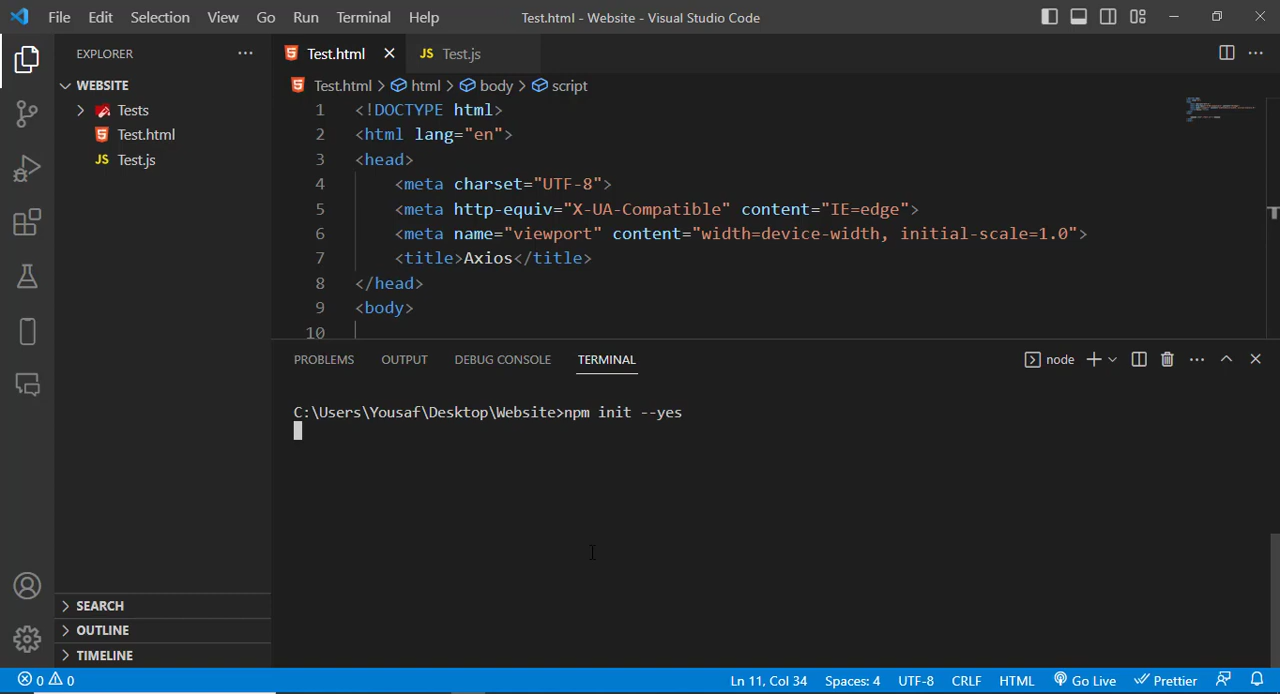 File Edit Selection View Go Run Terminal Help Test.html - Website - Visual Studio Code
EXPLORER
WEBSITE
Tests
Test.html
Test.js
SEARCH
OUTLINE
TIMELINE
Test.html JS Test.js
Test.html > html > body > script
1 <!DOCTYPE html>
2 <html lang="en">
3 <head>
4 <meta charset="UTF-8">
5 <meta http-equiv="X-UA-Compatible" content="IE=edge">
6 <meta name="viewport" content="width=device-width, initial-scale=1.0">
7 <title>Axios</title>
8 </head>
9 <body>
10
PROBLEMS OUTPUT DEBUG CONSOLE TERMINAL node
C:\Users\Yousaf\Desktop\Website>npm init --yes
0 0 Ln 11, Col 34 Spaces: 4 UTF-8 CRLF HTML Go Live Prettier